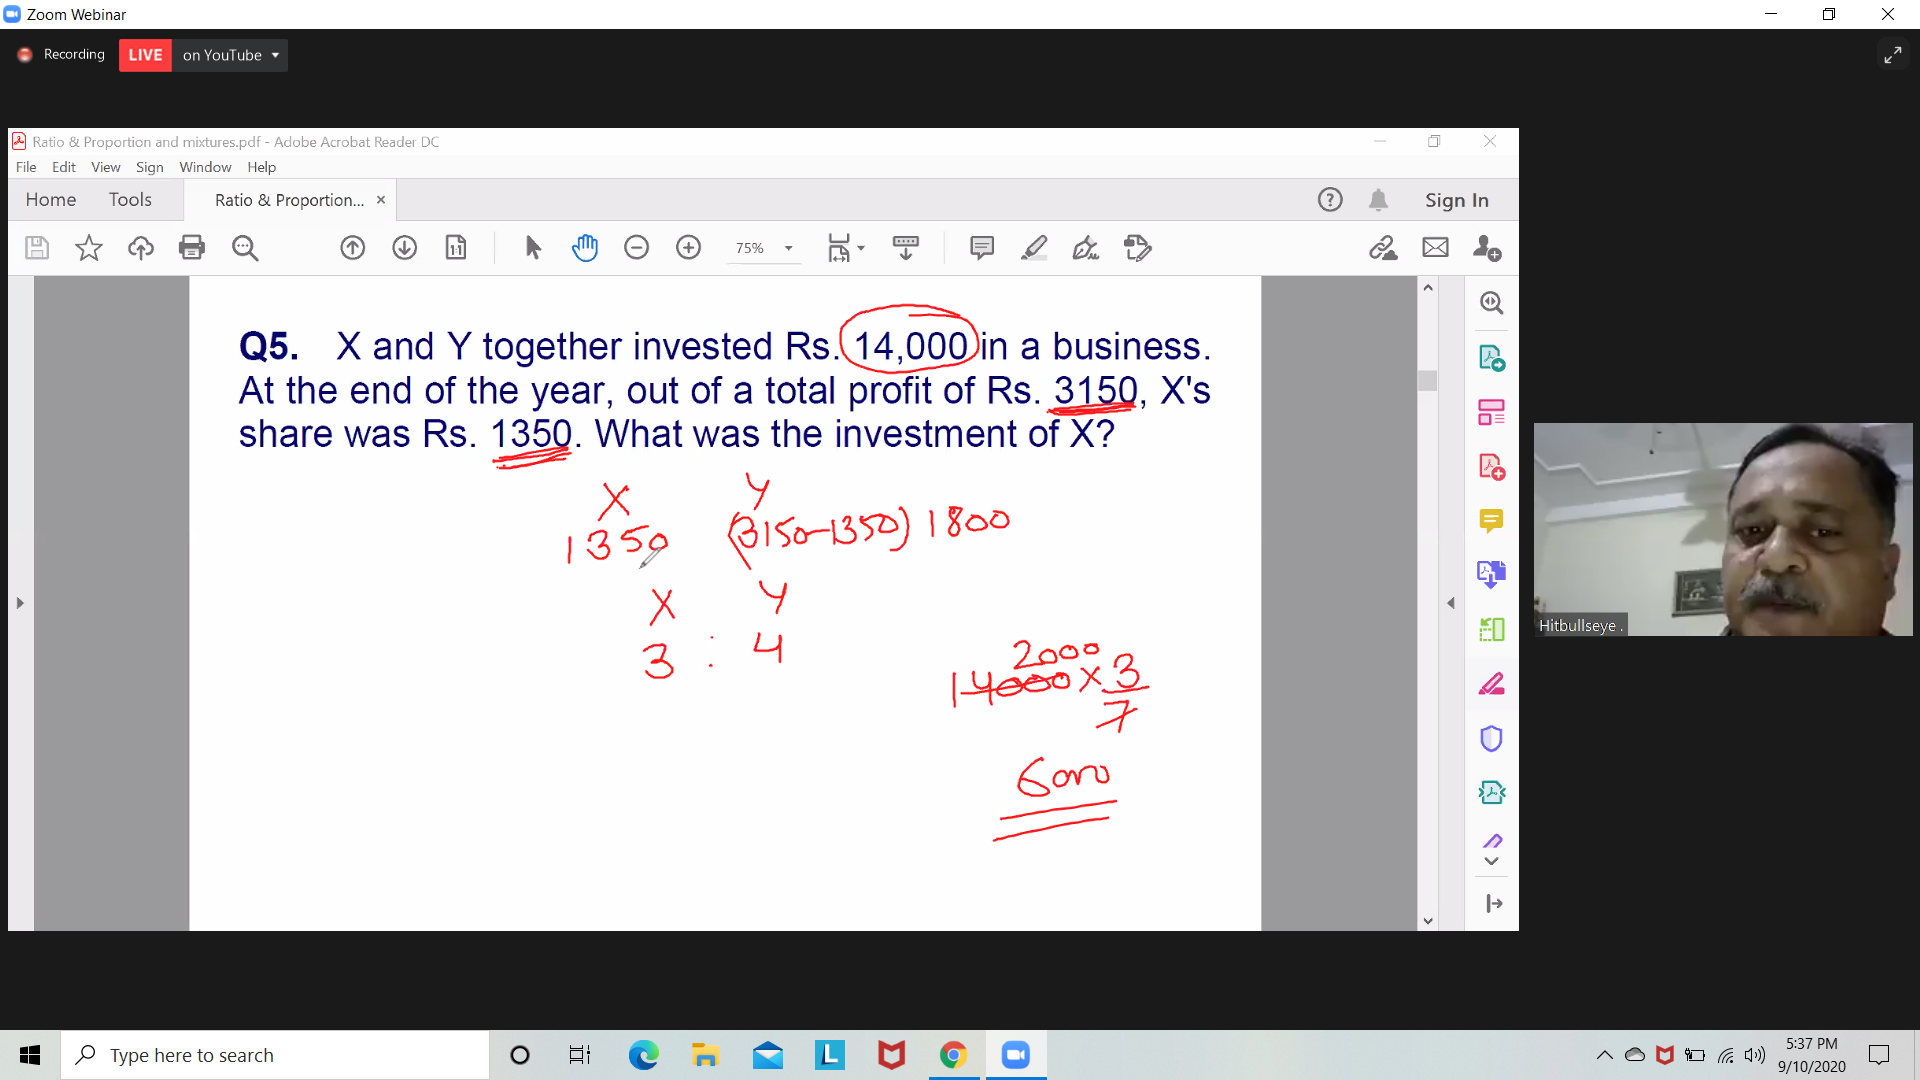 Zoom Webinar
Recording LIVE on YouTube
Ratio & Proportion and mixtures.pdf - Adobe Acrobat Reader DC
File Edit View Sign Window Help
Home Tools Ratio & Proportion... × Sign In
75%
Q5. X and Y together invested Rs. 14,000 in a business.
At the end of the year, out of a total profit of Rs. 3150, X's
share was Rs. 1350. What was the investment of X?
X Y
1350 (3150-1350) 1800
X Y
3 : 4
2000
14000 X 3
7
6000
Hitbullseye .
Type here to search
5:37 PM
9/10/2020